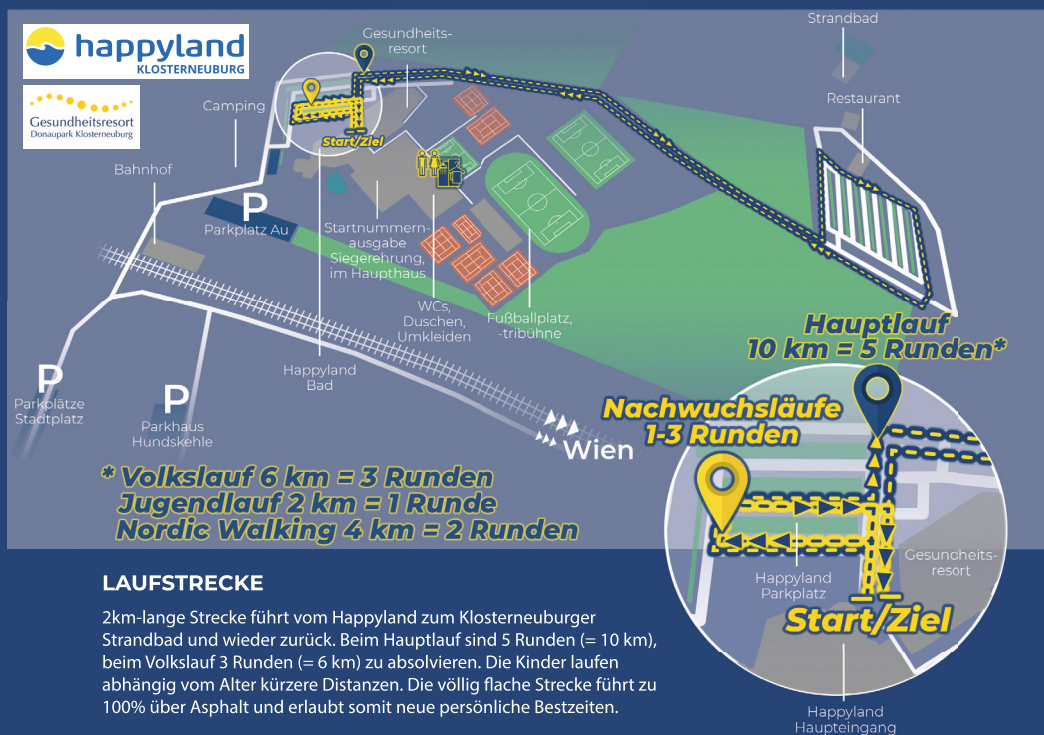 happyland
KLOSTERNEUBURG
Gesundheitsresort
Donaupark Klosterneuburg
Gesundheits-
resort
Strandbad
Restaurant
Camping
Start/Ziel
Bahnhof
P
Parkplatz Au
Startnummern-
ausgabe
Siegerehrung,
im Haupthaus
WCs,
Duschen,
Umkleiden
Fußballplatz,
-tribühne
Happyland
Bad
P
Parkplätze
Stadtplatz
P
Parkhaus
Hundskehle
Wien
Hauptlauf
10 km = 5 Runden*
Nachwuchsläufe
1-3 Runden
* Volkslauf 6 km = 3 Runden
Jugendlauf 2 km = 1 Runde
Nordic Walking 4 km = 2 Runden
Gesundheits-
resort
Happyland
Parkplatz
Start/Ziel
Happyland
Haupteingang
LAUFSTRECKE
2km-lange Strecke führt vom Happyland zum Klosterneuburger
Strandbad und wieder zurück. Beim Hauptlauf sind 5 Runden (= 10 km),
beim Volkslauf 3 Runden (= 6 km) zu absolvieren. Die Kinder laufen
abhängig vom Alter kürzere Distanzen. Die völlig flache Strecke führt zu
100% über Asphalt und erlaubt somit neue persönliche Bestzeiten.